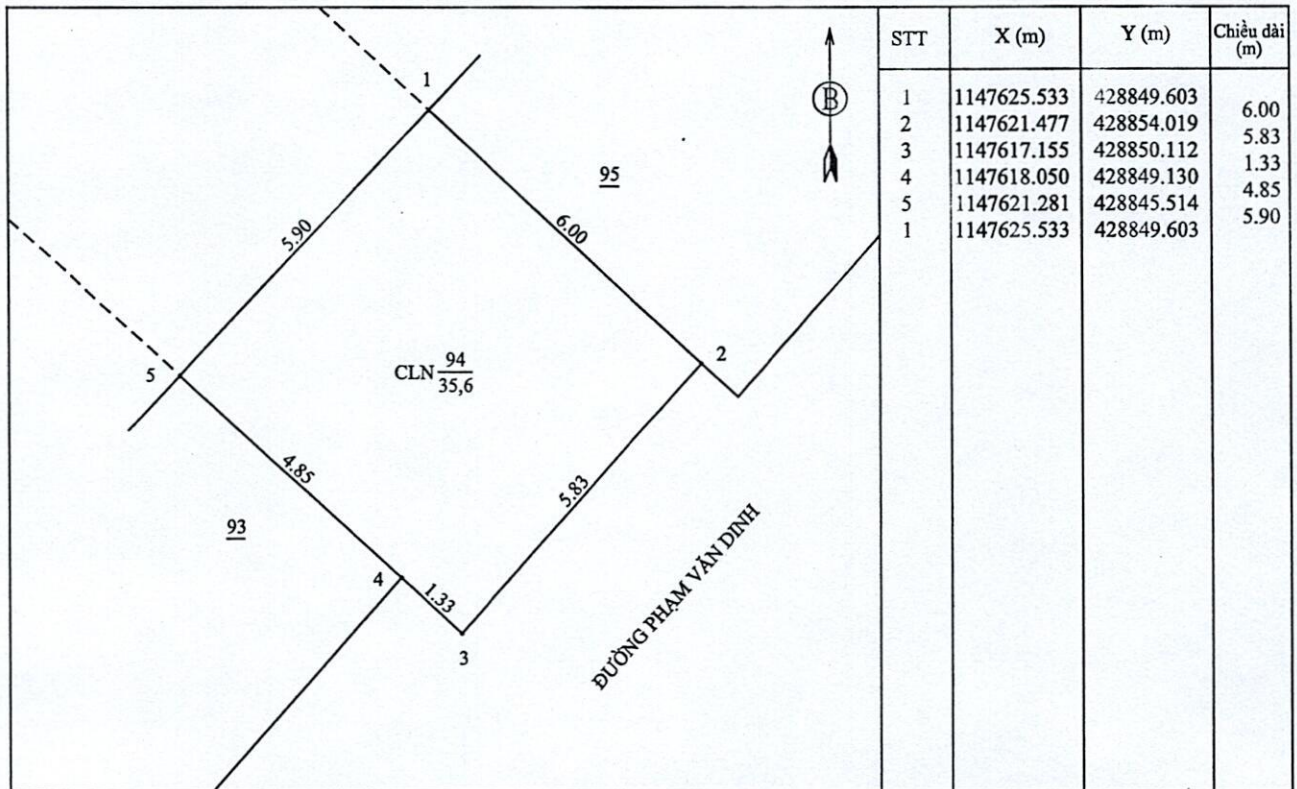 STT X (m) Y (m) Chiều dài (m)
1 1147625.533 428849.603
6.00
2 1147621.477 428854.019
5.83
3 1147617.155 428850.112
1.33
4 1147618.050 428849.130
4.85
5 1147621.281 428845.514
5.90
1 1147625.533 428849.603
1
B
95
5.90
6.00
2
5
CLN 94
35,6
4.85
5.83
93
4
1.33
3
ĐƯỜNG PHẠM VĂN DINH